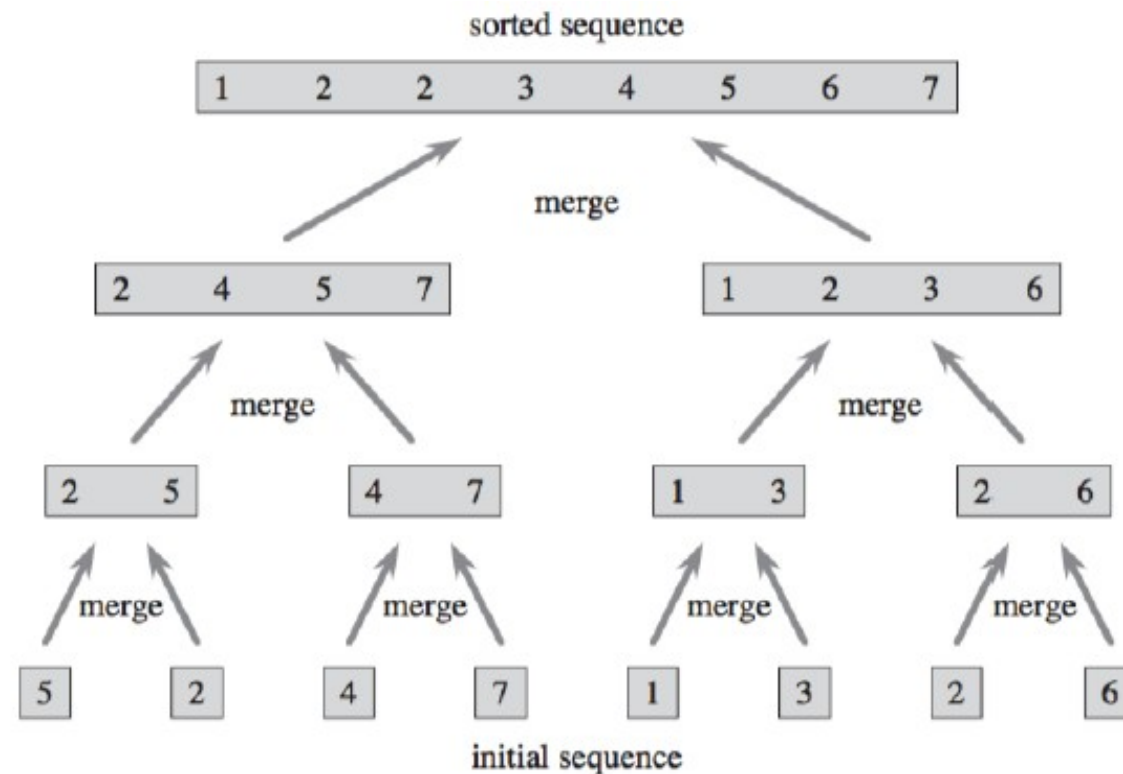 sorted sequence
1 2 2 3 4 5 6 7
merge
2 4 5 7
1 2 3 6
merge
merge
2 5
4 7
1 3
2 6
merge
merge
merge
merge
5
2
4
7
1
3
2
6
initial sequence